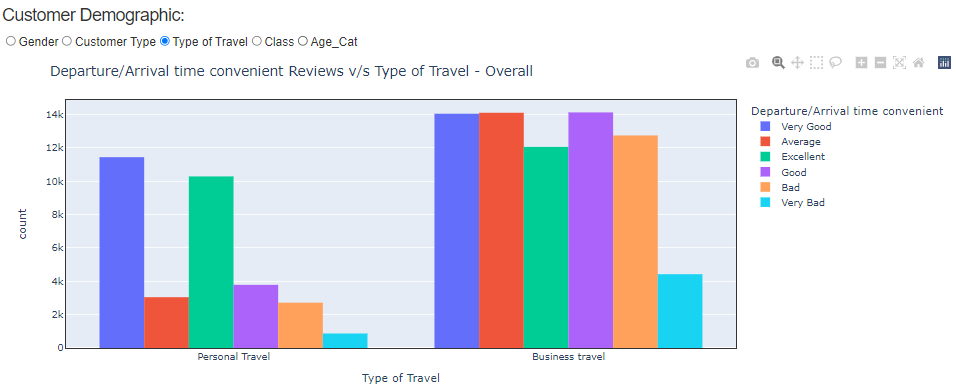 Customer Demographic:
Gender Customer Type Type of Travel Class Age_Cat
Departure/Arrival time convenient Reviews v/s Type of Travel - Overall
Departure/Arrival time convenient
Very Good
Average
Excellent
Good
Bad
Very Bad
14k
12k
10k
8k
6k
4k
2k
0
count
Personal Travel Business travel
Type of Travel